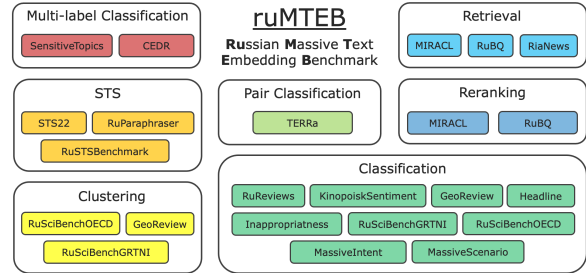 ruMTEB
Russian Massive Text
Embedding Benchmark
Multi-label Classification
SensitiveTopics CEDR
Retrieval
MIRACL RuBQ RiaNews
STS
STS22 RuParaphraser
RuSTSBenchmark
Pair Classification
TERRa
Reranking
MIRACL RuBQ
Clustering
RuSciBenchOECD GeoReview
RuSciBenchGRTNI
Classification
RuReviews KinopoiskSentiment GeoReview Headline
Inappropriatness RuSciBenchGRTNI RuSciBenchOECD
MassiveIntent MassiveScenario